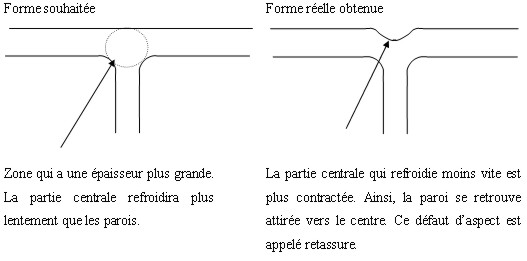 Forme souhaitée
Zone qui a une épaisseur plus grande.
La partie centrale refroidira plus
lentement que les parois.
Forme réelle obtenue
La partie centrale qui refroidie moins vite est
plus contractée. Ainsi, la paroi se retrouve
attirée vers le centre. Ce défaut d'aspect est
appelé retassure.